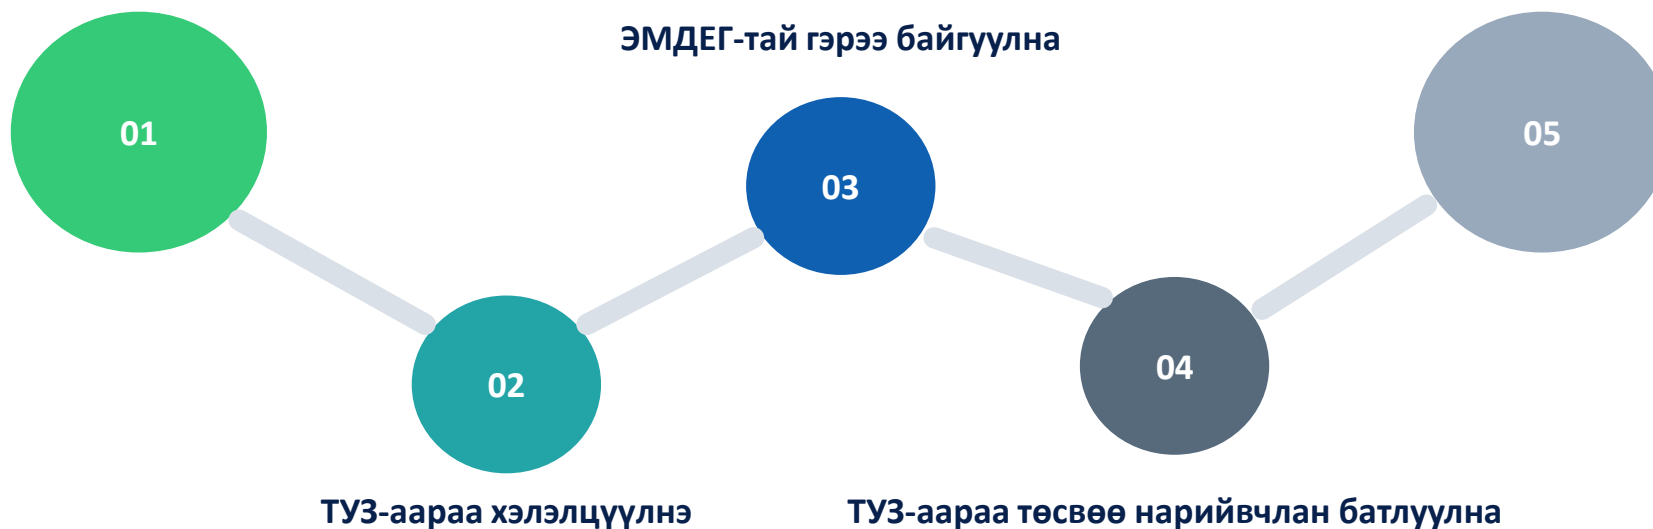 ЭМДЕГ-тай гэрээ байгуулна
01
05
03
04
02
ТУЗ-аараа хэлэлцүүлнэ
ТУЗ-аараа төсвөө нарийвчлан батлуулна